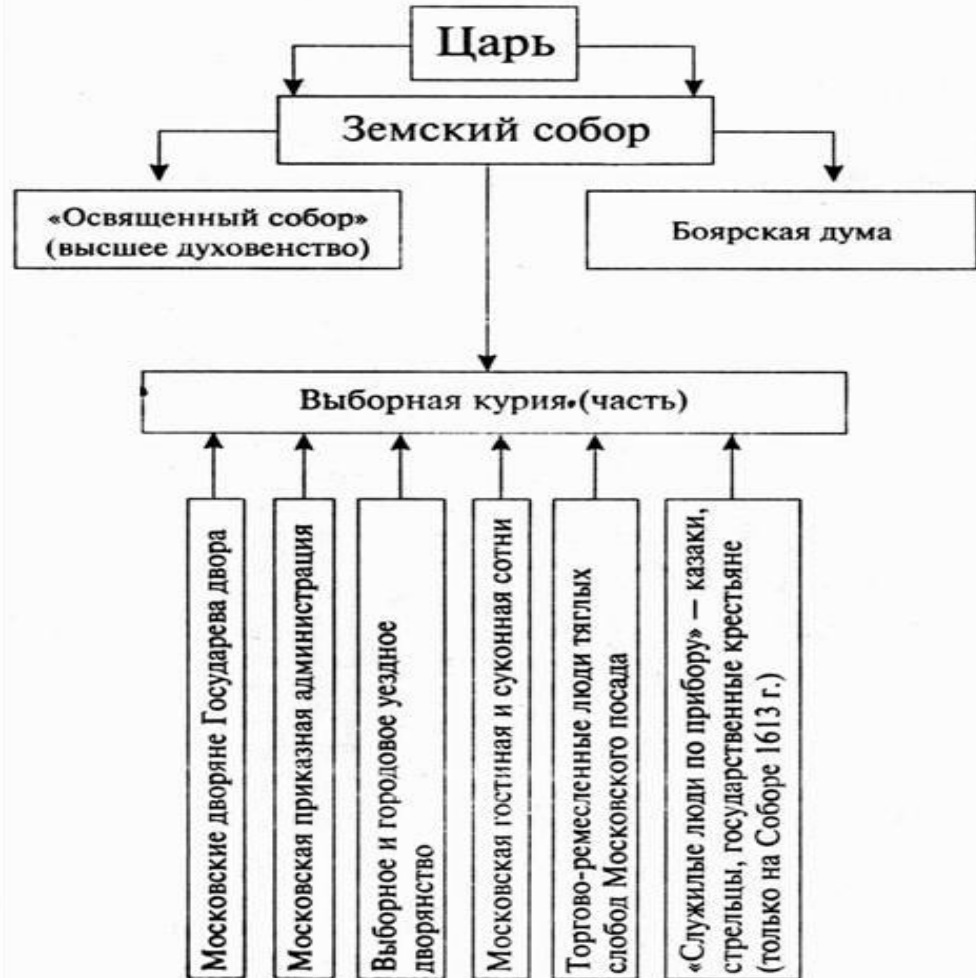 Царь
Земский собор
«Освященный собор»
(высшее духовенство)
Боярская дума
Выборная курия.(часть)
Московские дворяне Государева двора
Московская приказная администрация
Выборное и городовое уездное
дворянство
Московская гостиная и суконная сотни
Торгово-ремесленные люди тяглых
слобод Московского посада
«Служилые люди по прибору» — казаки,
стрельцы, государственные крестьяне
(только на Соборе 1613 г.)